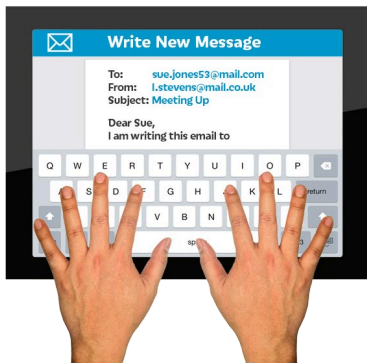 Write New Message
To: sue.jones53@mail.com
From: l.stevens@mail.co.uk
Subject: Meeting Up
Dear Sue,
I am writing this email to
Q W E R T Y U I O P
A S D F G H K L return
V B N
sp